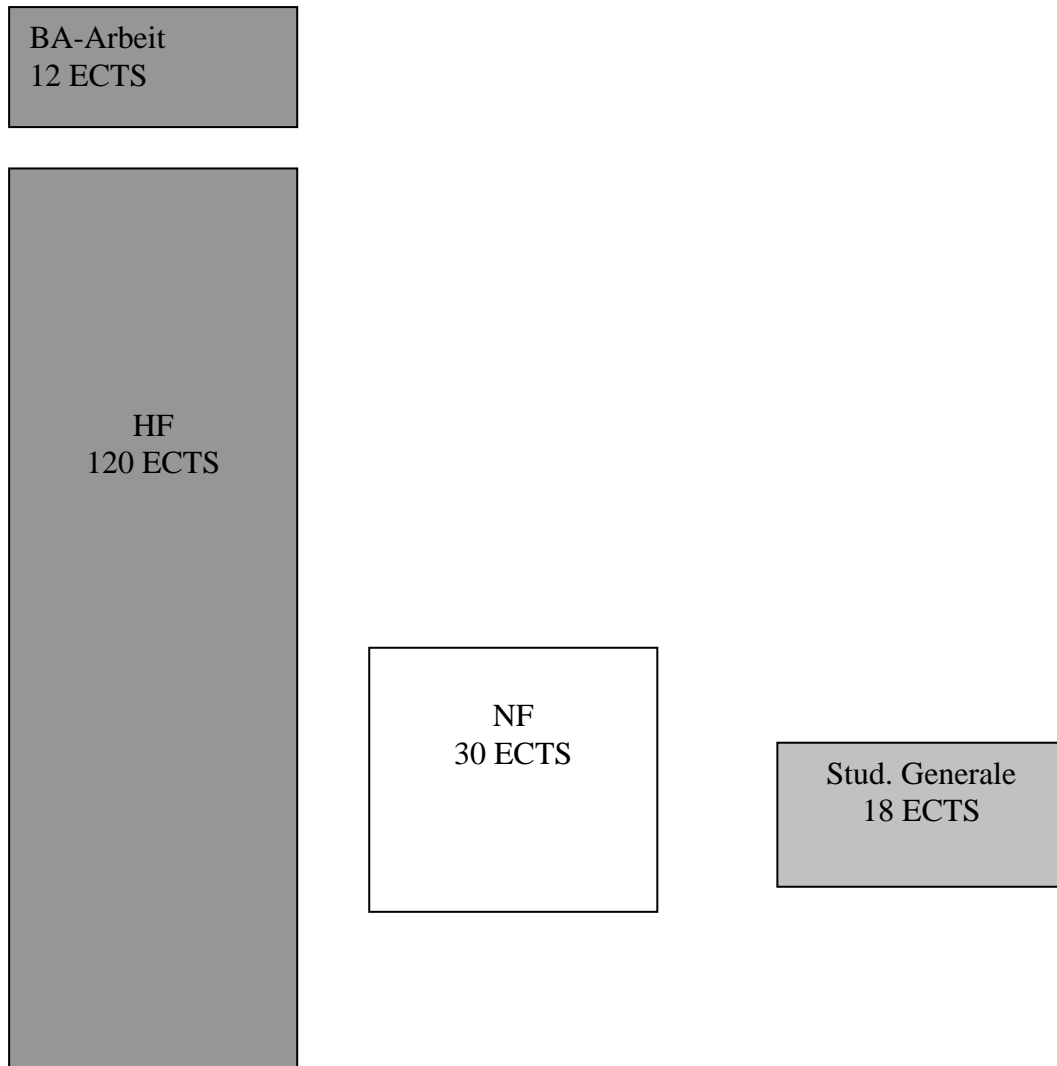 BA-Arbeit
12 ECTS
HF
120 ECTS
NF
30 ECTS
Stud. Generale
18 ECTS